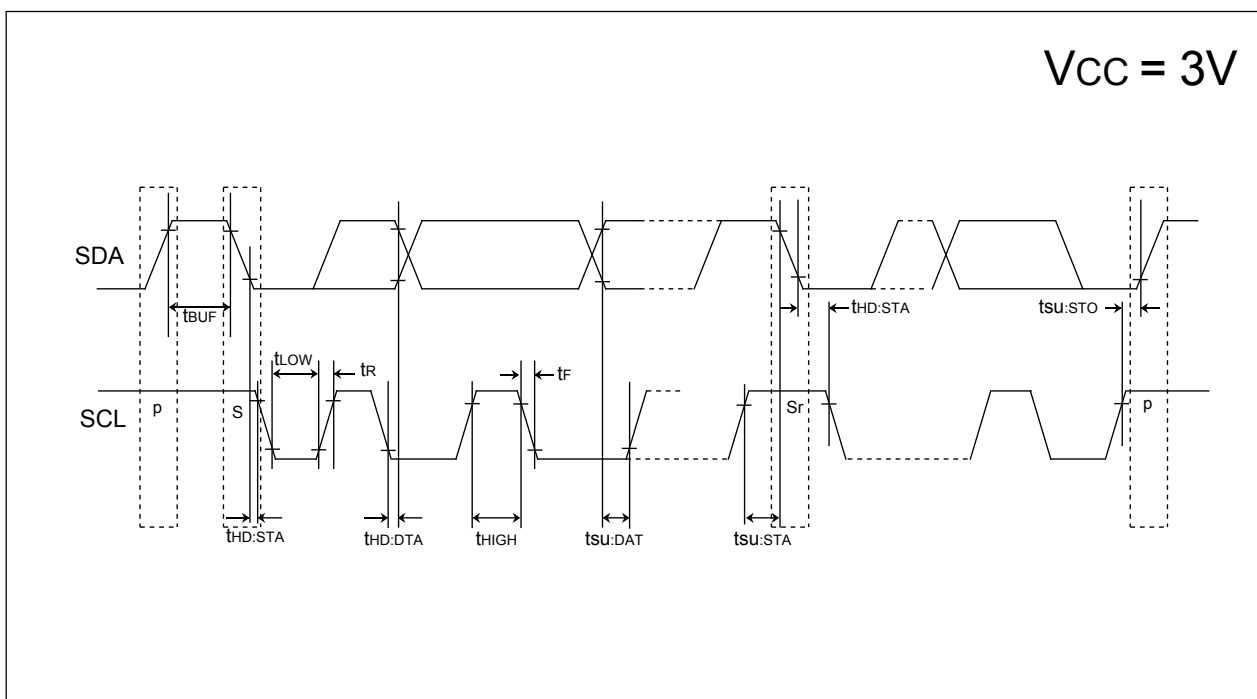 VCC = 3V
SDA
tBUF
tHD:STA
tsu:STO
tLOW
tR
tF
SCL
p
S
Sr
p
tHD:STA
tHD:DTA
tHIGH
tsu:DAT
tsu:STA